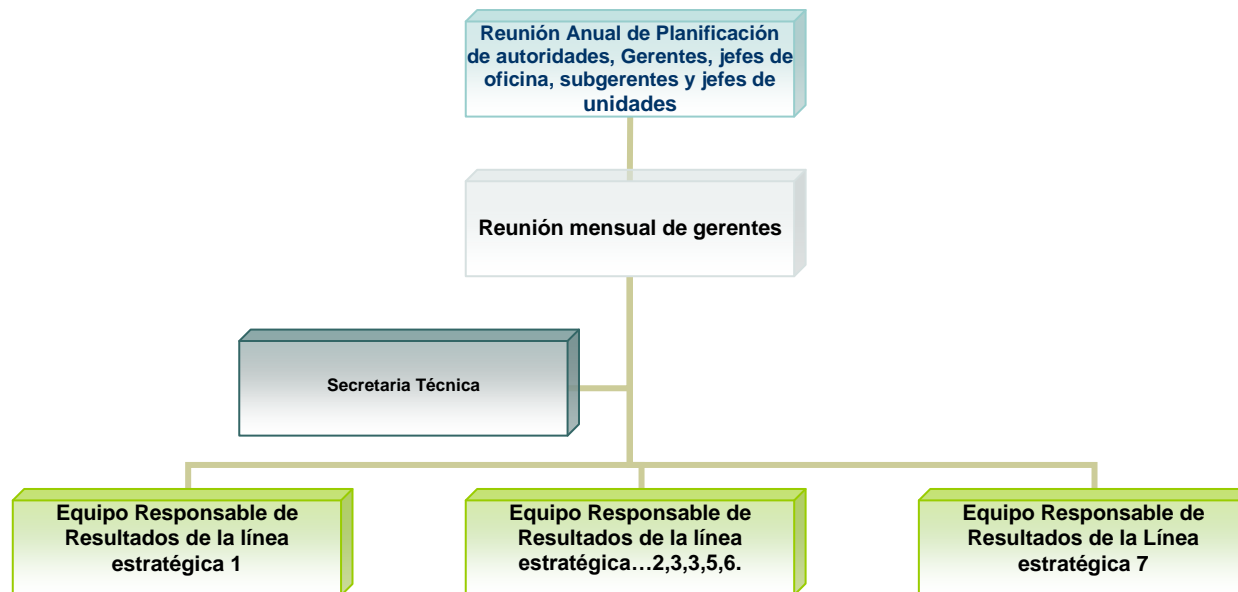 Reunión Anual de Planificación
de autoridades, Gerentes, jefes de
oficina, subgerentes y jefes de
unidades
Reunión mensual de gerentes
Secretaria Técnica
Equipo Responsable de
Resultados de la línea
estratégica 1
Equipo Responsable de
Resultados de la línea
estratégica…2,3,3,5,6.
Equipo Responsable de
Resultados de la Línea
estratégica 7